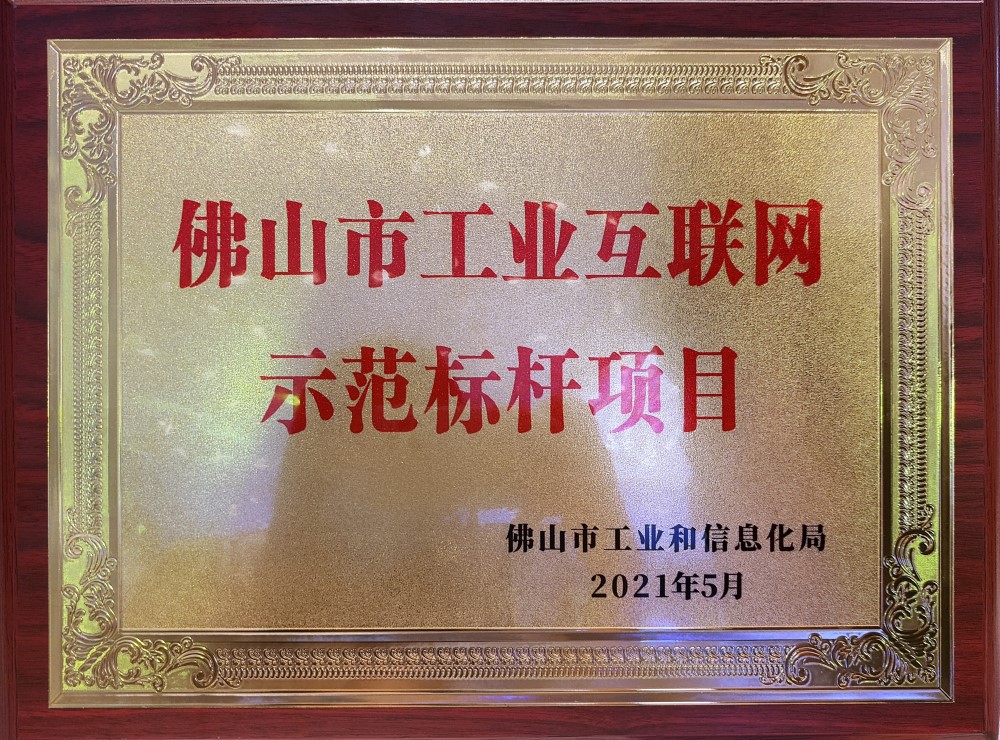 佛山市工业互联网
示范标杆项目
佛山市工业和信息化局
2021年5月